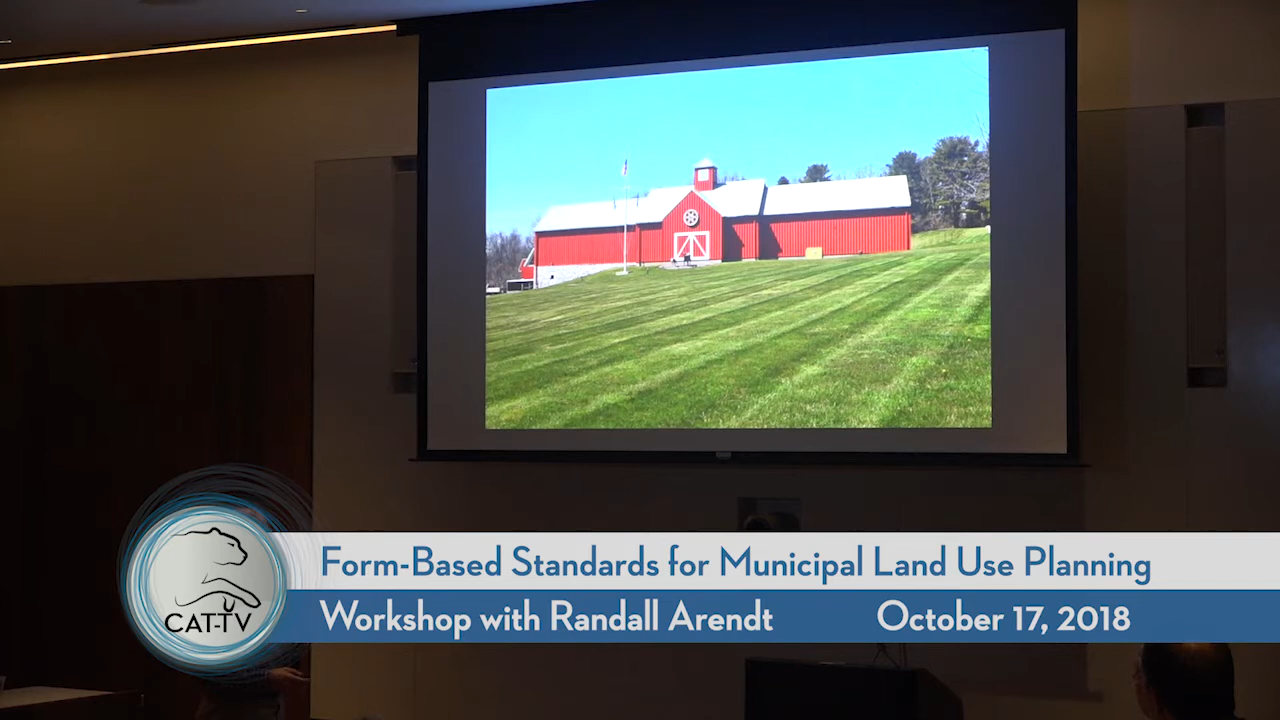 Form-Based Standards for Municipal Land Use Planning
Workshop with Randall Arendt October 17, 2018
CAT-TV